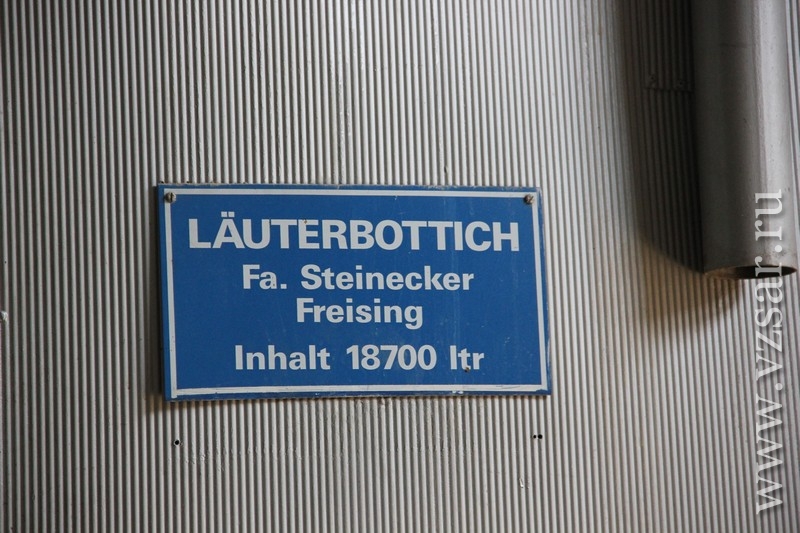 LÄUTERBOTTICH
Fa. Steinecker
Freising
Inhalt 18700 ltr
www.vzsar.ru